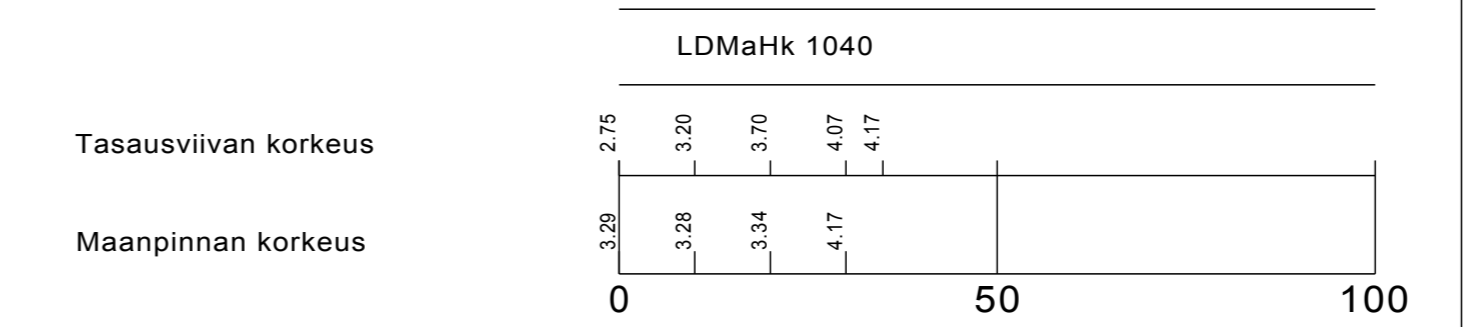 LDMaHk 1040
Tasausviivan korkeus 2.75 3.20 3.70 4.07 4.17
Maanpinnan korkeus 3.29 3.28 3.34 4.17
0 50 100